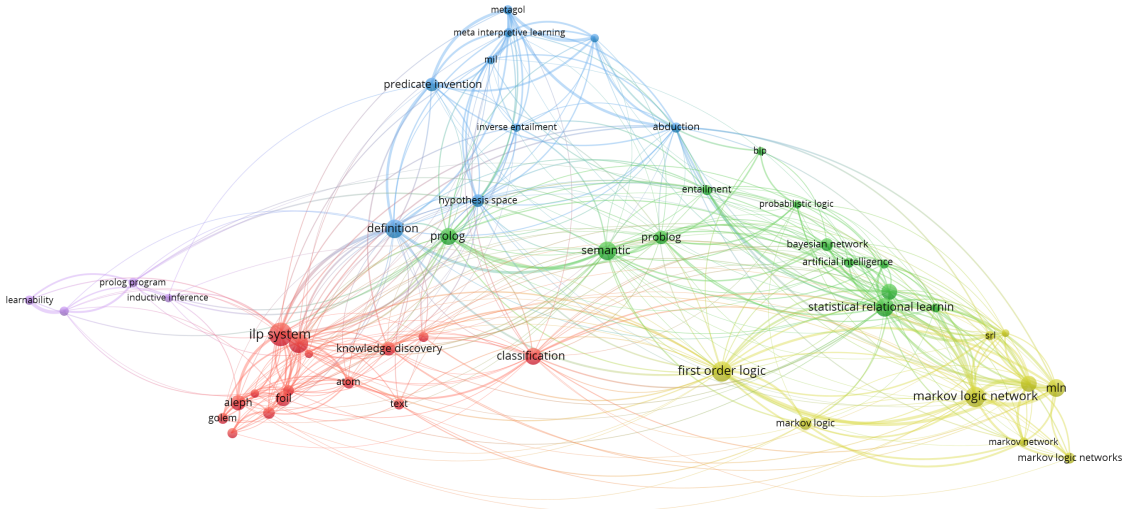 metagol
meta interpretive learning
mil
predicate invention
inverse entailment
abduction
blp
entailment
hypothesis space
probabilistic logic
definition
prolog
semantic
problog
bayesian network
artificial intelligence
prolog program
learnability
inductive inference
statistical relational learnin
ilp system
knowledge discovery
classification
srl
first order logic
atom
mln
markov logic network
foil
aleph
text
golem
markov logic
markov network
markov logic networks